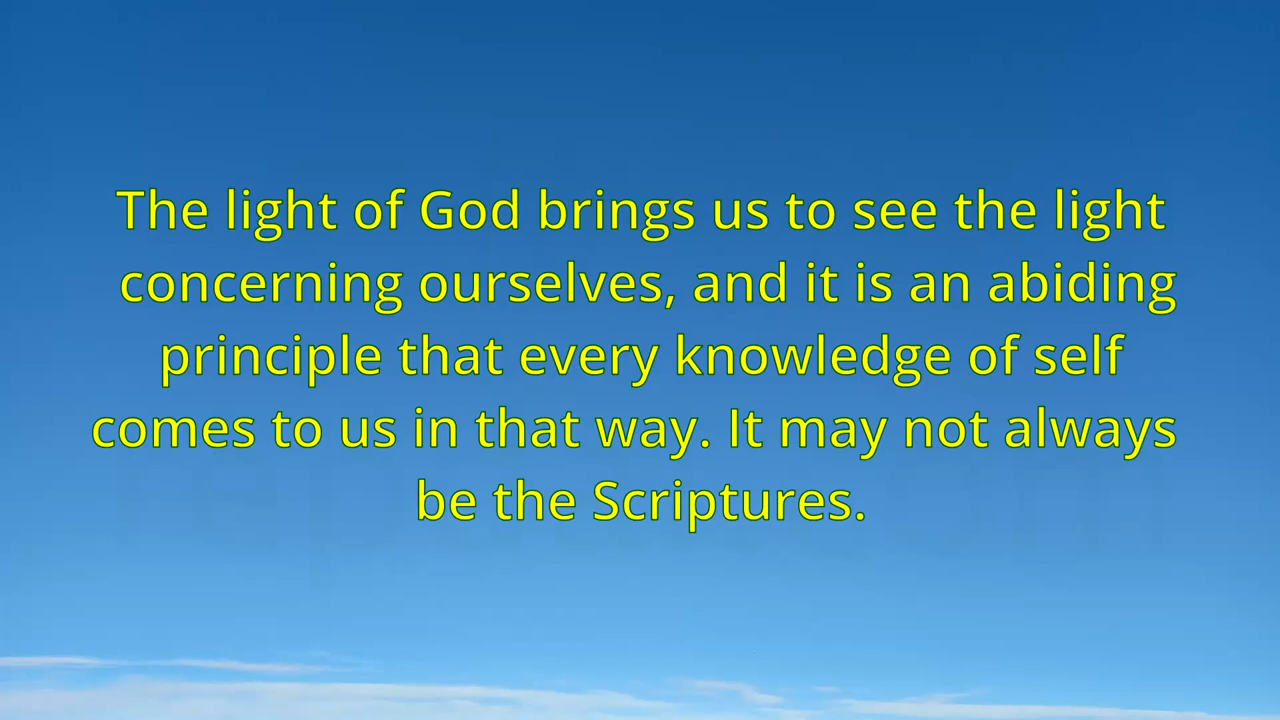 The light of God brings us to see the light
concerning ourselves, and it is an abiding
principle that every knowledge of self
comes to us in that way. It may not always
be the Scriptures.